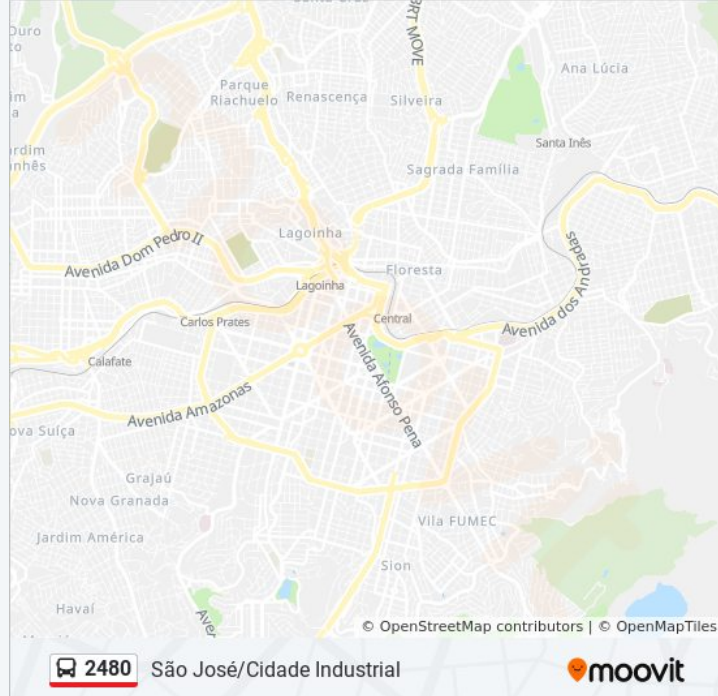 BRT MOVE
Ana Lúcia
Parque
Riachuelo
Renascença
Silveira
Santa Inês
Sagrada Família
Lagoinha
Avenida Dom Pedro II
Floresta
Lagoinha
Avenida dos Andradas
Carlos Prates
Central
Calafate
Avenida Afonso Pena
Avenida Amazonas
ova Suíça
Grajaú
Nova Granada
Vila FUMEC
Jardim América
Sion
Havaí
© OpenStreetMap contributors | © OpenMapTiles
2480 São José/Cidade Industrial
moovit